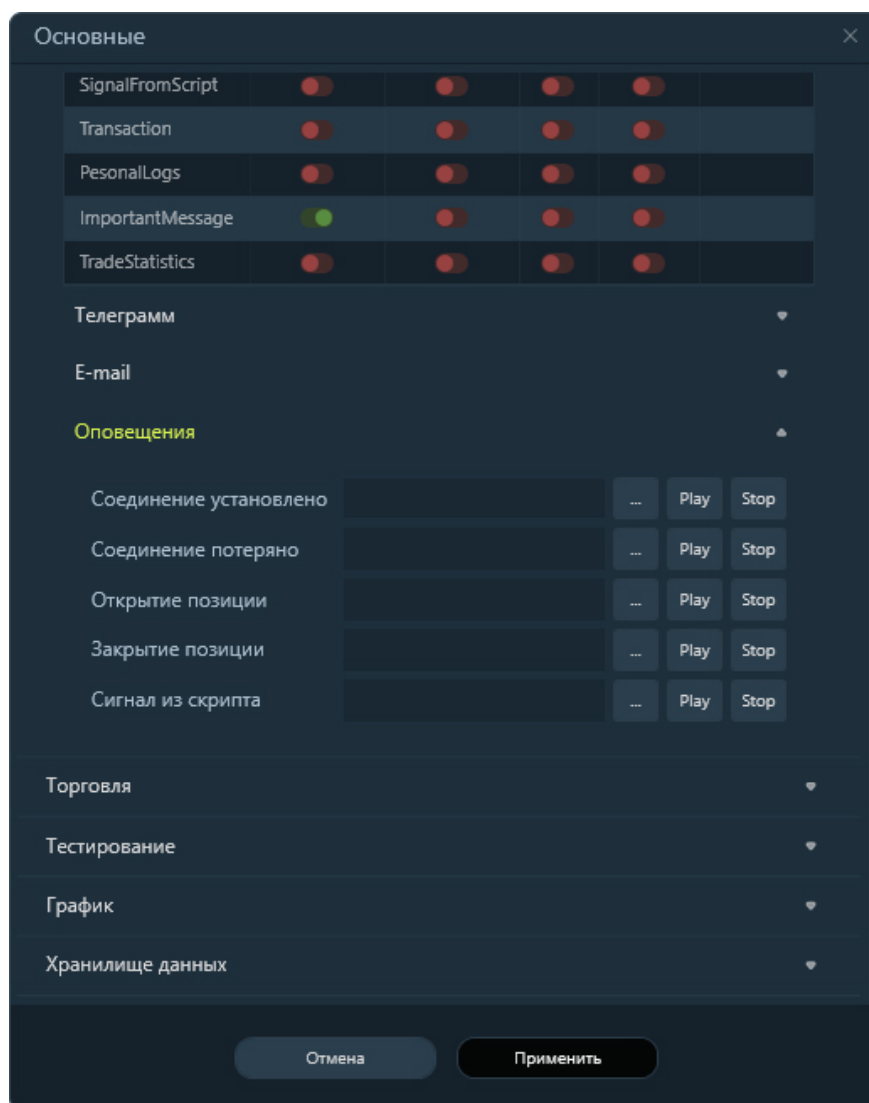 Основные
SignalFromScript
Transaction
PesonalLogs
ImportantMessage
TradeStatistics
Телеграмм
E-mail
Оповещения
Соединение установлено ... Play Stop
Соединение потеряно ... Play Stop
Открытие позиции ... Play Stop
Закрытие позиции ... Play Stop
Сигнал из скрипта ... Play Stop
Торговля
Тестирование
График
Хранилище данных
Отмена Применить